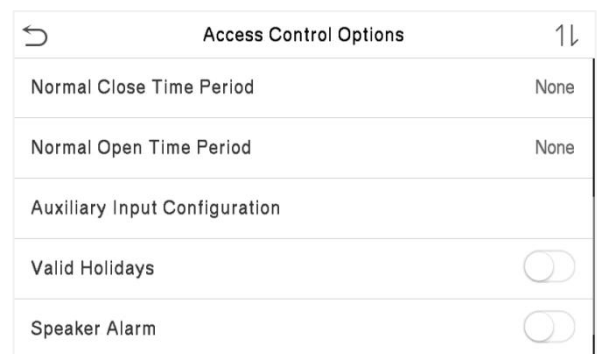 Access Control Options
Normal Close Time Period None
Normal Open Time Period None
Auxiliary Input Configuration
Valid Holidays
Speaker Alarm